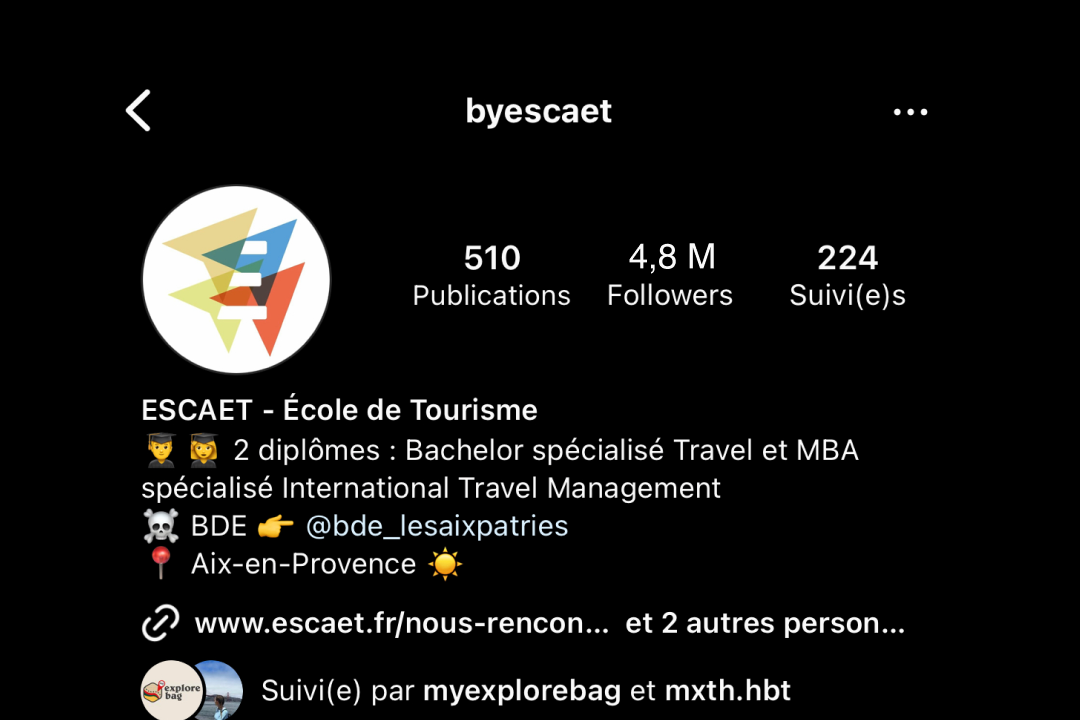 byescaet
510 4,8 M 224
Publications Followers Suivi(e)s
ESCAET - École de Tourisme
👨‍🎓 👩‍🎓 2 diplômes : Bachelor spécialisé Travel et MBA
spécialisé International Travel Management
☠️ BDE 👉 @bde_lesaixpatries
📍 Aix-en-Provence ☀️
www.escaet.fr/nous-rencon... et 2 autres person...
explore
bag
Suivi(e) par myexplorebag et mxth.hbt